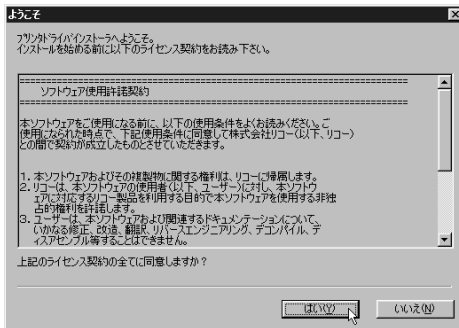 ようこそ
プリンタドライバインストーラへようこそ。
インストールを始める前に以下のライセンス契約をお読み下さい。
==================================================
ソフトウェア使用許諾契約
==================================================
本ソフトウェアをご使用になる前に、以下の使用条件をよくお読みください。ご
使用になられた時点で、下記使用条件に同意して株式会社リコー(以下、リコー)
との間で契約が成立したものとさせていただきます。
1. 本ソフトウェアおよびその複製物に関する権利は、リコーに帰属します。
2. リコーは、本ソフトウェアの使用者(以下、ユーザー)に対し、本ソフトウ
ェアに対応するリコー製品を利用する目的で本ソフトウェアを使用する非独
占的権利を許諾します。
3. ユーザーは、本ソフトウェアおよび関連するドキュメンテーションについて、
いかなる修正、改造、翻訳、リバースエンジニアリング、デコンパイル、デ
ィスアセンブル等することはできません。
上記のライセンス契約の全てに同意しますか?
はい(Y)
いいえ(N)